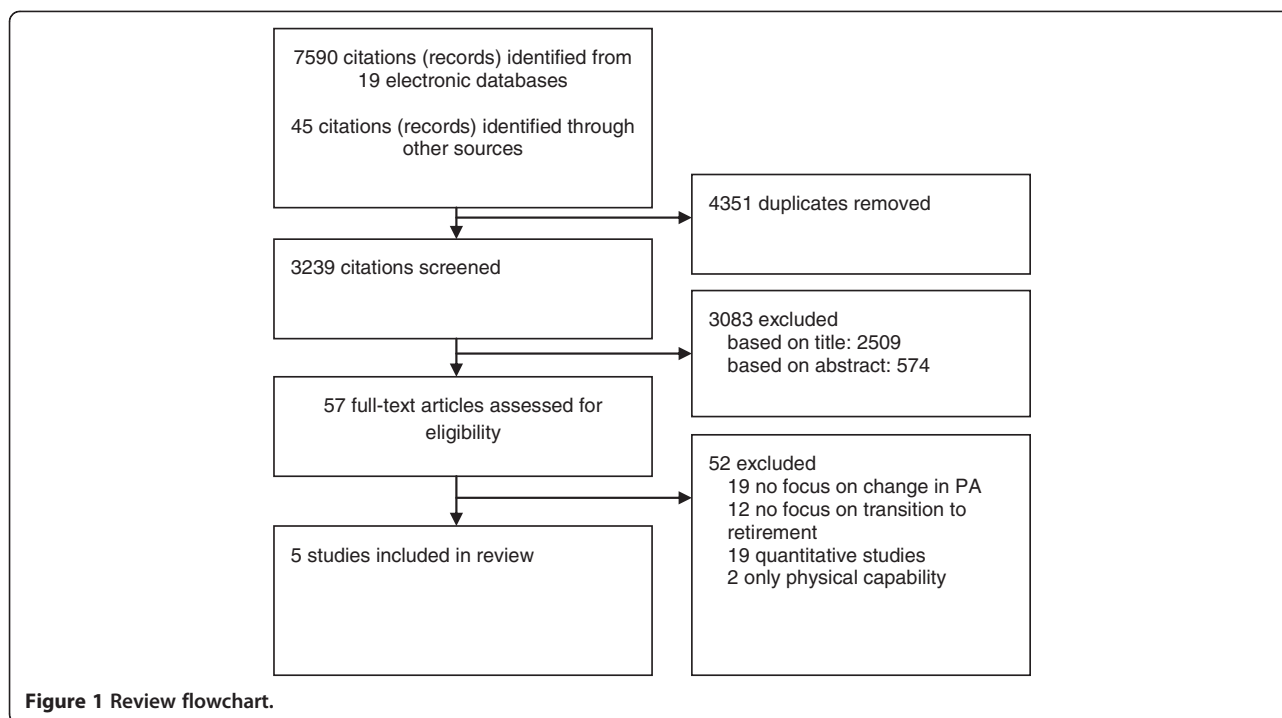 7590 citations (records) identified from
19 electronic databases
45 citations (records) identified through
other sources
4351 duplicates removed
3239 citations screened
3083 excluded
based on title: 2509
based on abstract: 574
57 full-text articles assessed for
eligibility
52 excluded
19 no focus on change in PA
12 no focus on transition to
retirement
19 quantitative studies
2 only physical capability
5 studies included in review
Figure 1 Review flowchart.